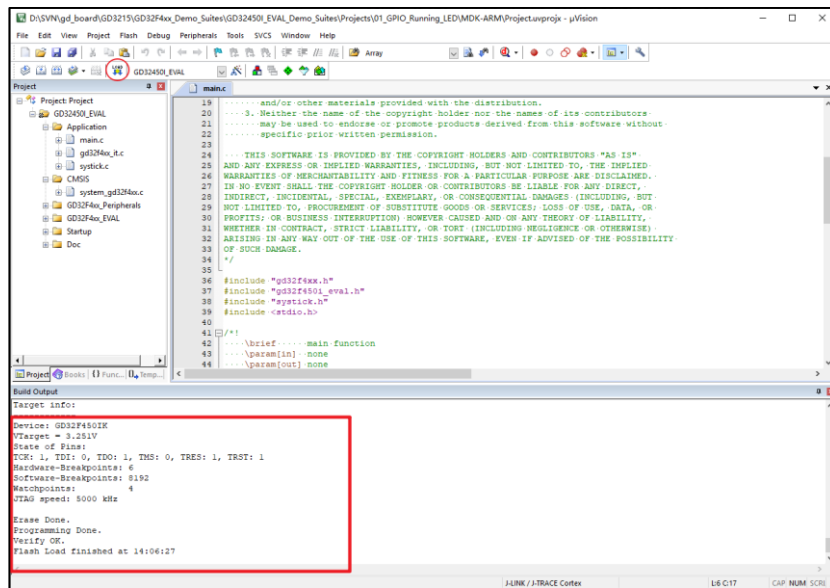 D:\SVN\gd_board\GD3215\GD32F4xx_Demo_Suites\GD32450I_EVAL_Demo_Suites\Projects\01_GPIO_Running_LED\MDK-ARM\Project.uvprojx - µVision
File Edit View Project Flash Debug Peripherals Tools SVCS Window Help
Array
LOAD GD32450I_EVAL
Project
main.c
Project: Project
GD32450I_EVAL
Application
main.c
gd32f4xx_it.c
systick.c
CMSIS
system_gd32f4xx.c
GD32F4xx_Peripherals
GD32F4xx_EVAL
Startup
Doc
Project Books Func... Temp...
19 and/or other materials provided with the distribution.
20 3. Neither the name of the copyright holder nor the names of its contributors
21 may be used to endorse or promote products derived from this software without
22 specific prior written permission.
23
24 THIS SOFTWARE IS PROVIDED BY THE COPYRIGHT HOLDERS AND CONTRIBUTORS "AS IS"
25 AND ANY EXPRESS OR IMPLIED WARRANTIES, INCLUDING, BUT NOT LIMITED TO, THE IMPLIED
26 WARRANTIES OF MERCHANTABILITY AND FITNESS FOR A PARTICULAR PURPOSE ARE DISCLAIMED.
27 IN NO EVENT SHALL THE COPYRIGHT HOLDER OR CONTRIBUTORS BE LIABLE FOR ANY DIRECT,
28 INDIRECT, INCIDENTAL, SPECIAL, EXEMPLARY, OR CONSEQUENTIAL DAMAGES (INCLUDING, BUT
29 NOT LIMITED TO, PROCUREMENT OF SUBSTITUTE GOODS OR SERVICES; LOSS OF USE, DATA, OR
30 PROFITS; OR BUSINESS INTERRUPTION) HOWEVER CAUSED AND ON ANY THEORY OF LIABILITY,
31 WHETHER IN CONTRACT, STRICT LIABILITY, OR TORT (INCLUDING NEGLIGENCE OR OTHERWISE)
32 ARISING IN ANY WAY OUT OF THE USE OF THIS SOFTWARE, EVEN IF ADVISED OF THE POSSIBILITY
33 OF SUCH DAMAGE.
34 */
35
36 #include "gd32f4xx.h"
37 #include "gd32f450i_eval.h"
38 #include "systick.h"
39 #include <stdio.h>
40
41 /*!
42 \brief main function
43 \param[in] none
44 \param[out] none
Build Output
Target info:
Device: GD32F450IK
VTarget = 3.251V
State of Pins:
TCK: 1, TDI: 0, TDO: 1, TMS: 0, TRES: 1, TRST: 1
Hardware-Breakpoints: 6
Software-Breakpoints: 8192
Watchpoints: 4
JTAG speed: 5000 kHz
Erase Done.
Programming Done.
Verify OK.
Flash Load finished at 14:06:27
J-LINK / J-TRACE Cortex L:6 C:17 CAP NUM SCRL